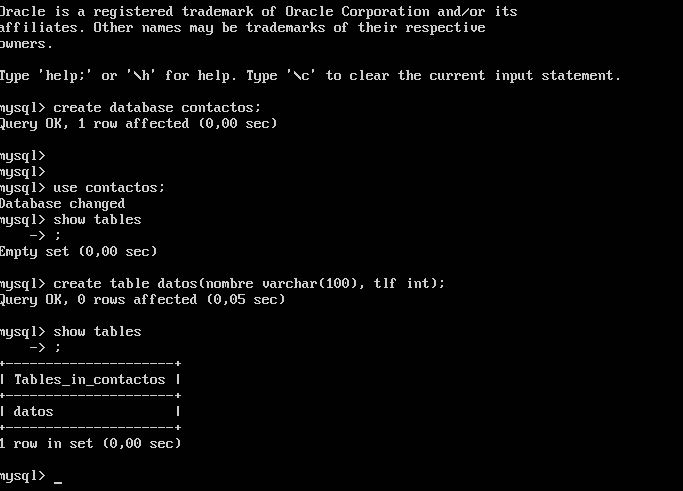 Oracle is a registered trademark of Oracle Corporation and/or its
affiliates. Other names may be trademarks of their respective
owners.
Type 'help;' or '\h' for help. Type '\c' to clear the current input statement.
mysql> create database contactos;
Query OK, 1 row affected (0,00 sec)
mysql>
mysql>
mysql> use contactos;
Database changed
mysql> show tables
    -> ;
Empty set (0,00 sec)
mysql> create table datos(nombre varchar(100), tlf int);
Query OK, 0 rows affected (0,05 sec)
mysql> show tables
    -> ;
+---------------------+
| Tables_in_contactos |
+---------------------+
| datos               |
+---------------------+
1 row in set (0,00 sec)
mysql> _